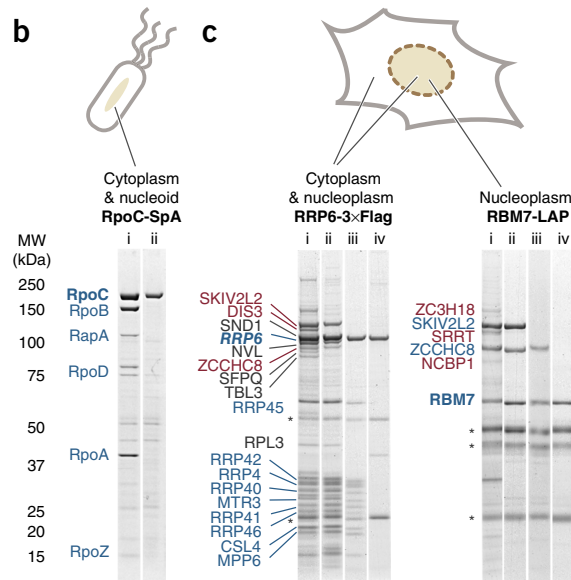 b
c
Cytoplasm
& nucleoid
RpoC-SpA
Cytoplasm
& nucleoplasm
RRP6-3×Flag
Nucleoplasm
RBM7-LAP
MW
(kDa)
i ii
i ii iii iv
i ii iii iv
250
150
100
75
50
37
25
20
15
RpoC
RpoB
RapA
RpoD
RpoA
RpoZ
SKIV2L2
DIS3
SND1
RRP6
NVL
ZCCHC8
SFPQ
TBL3
RRP45
*
RPL3
RRP42
RRP4
RRP40
MTR3
RRP41
*
RRP46
CSL4
MPP6
ZC3H18
SKIV2L2
SRRT
ZCCHC8
NCBP1
RBM7
*
*
*